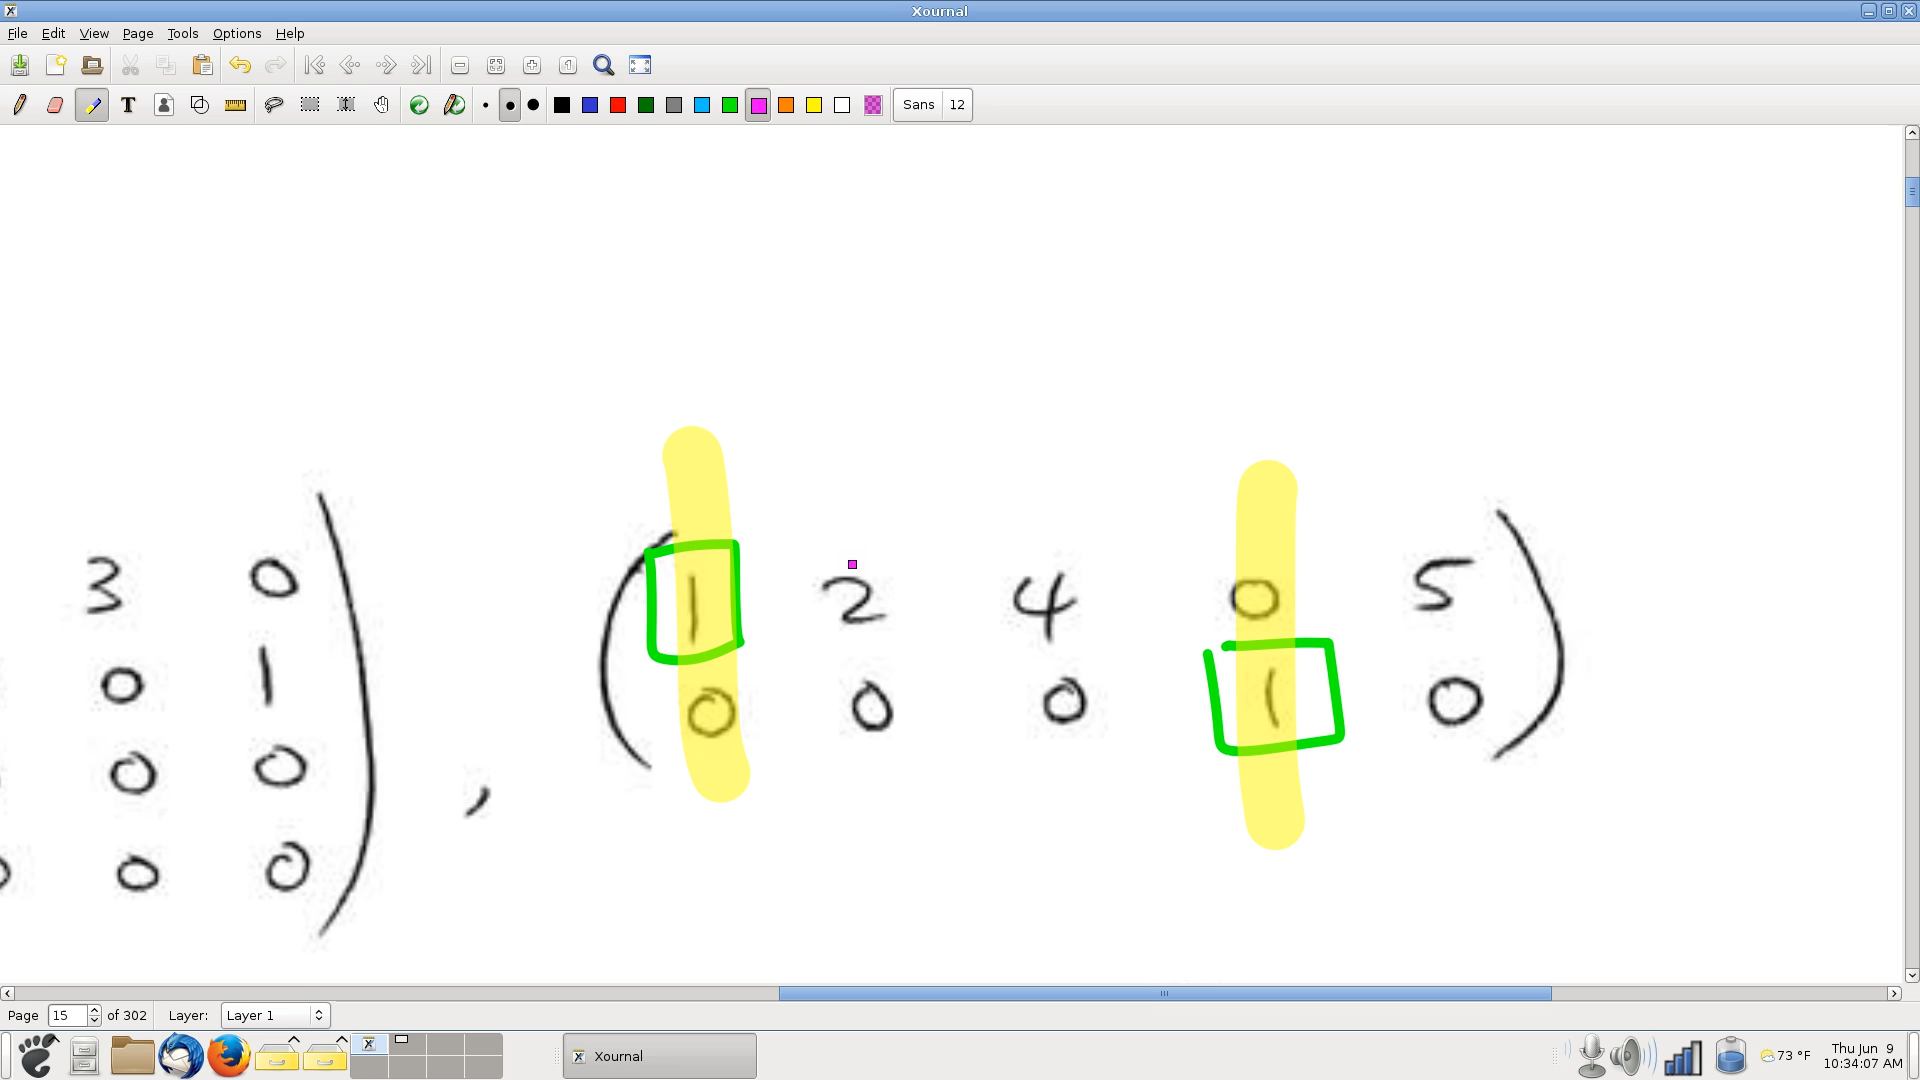 Xournal
File Edit View Page Tools Options Help
Sans 12
3 0 1 2 4 0 5
0 1 0 0 0 1 0
0 0 ,
0 0
Page 15 of 302 Layer: Layer 1
Xournal 73 °F Thu Jun 9
10:34:07 AM